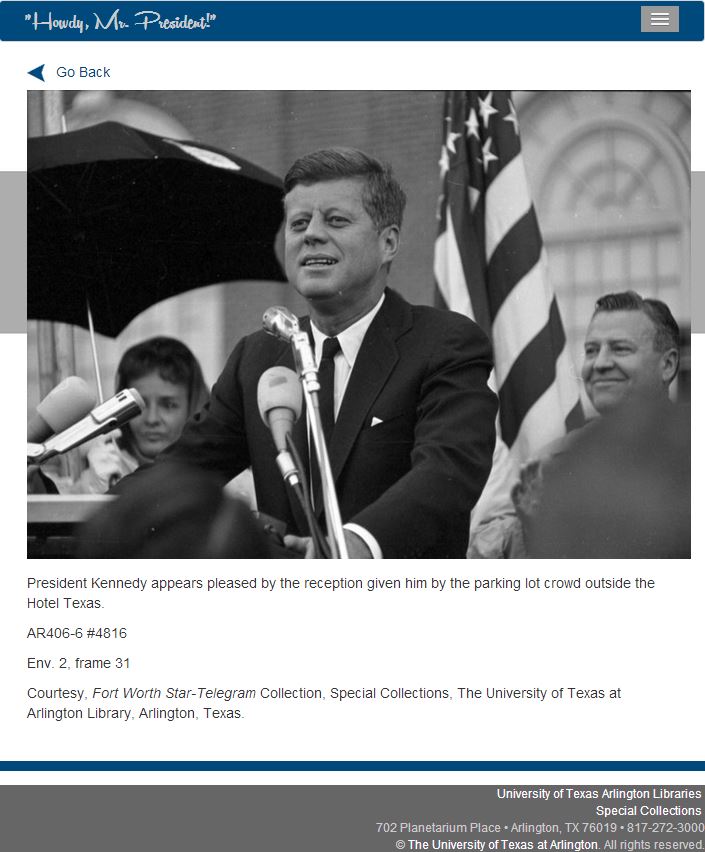 "Howdy, Mr. President!"
Go Back
President Kennedy appears pleased by the reception given him by the parking lot crowd outside the
Hotel Texas.
AR406-6 #4816
Env. 2, frame 31
Courtesy, Fort Worth Star-Telegram Collection, Special Collections, The University of Texas at
Arlington Library, Arlington, Texas.
University of Texas Arlington Libraries
Special Collections
702 Planetarium Place • Arlington, TX 76019 • 817-272-3000
© The University of Texas at Arlington. All rights reserved.